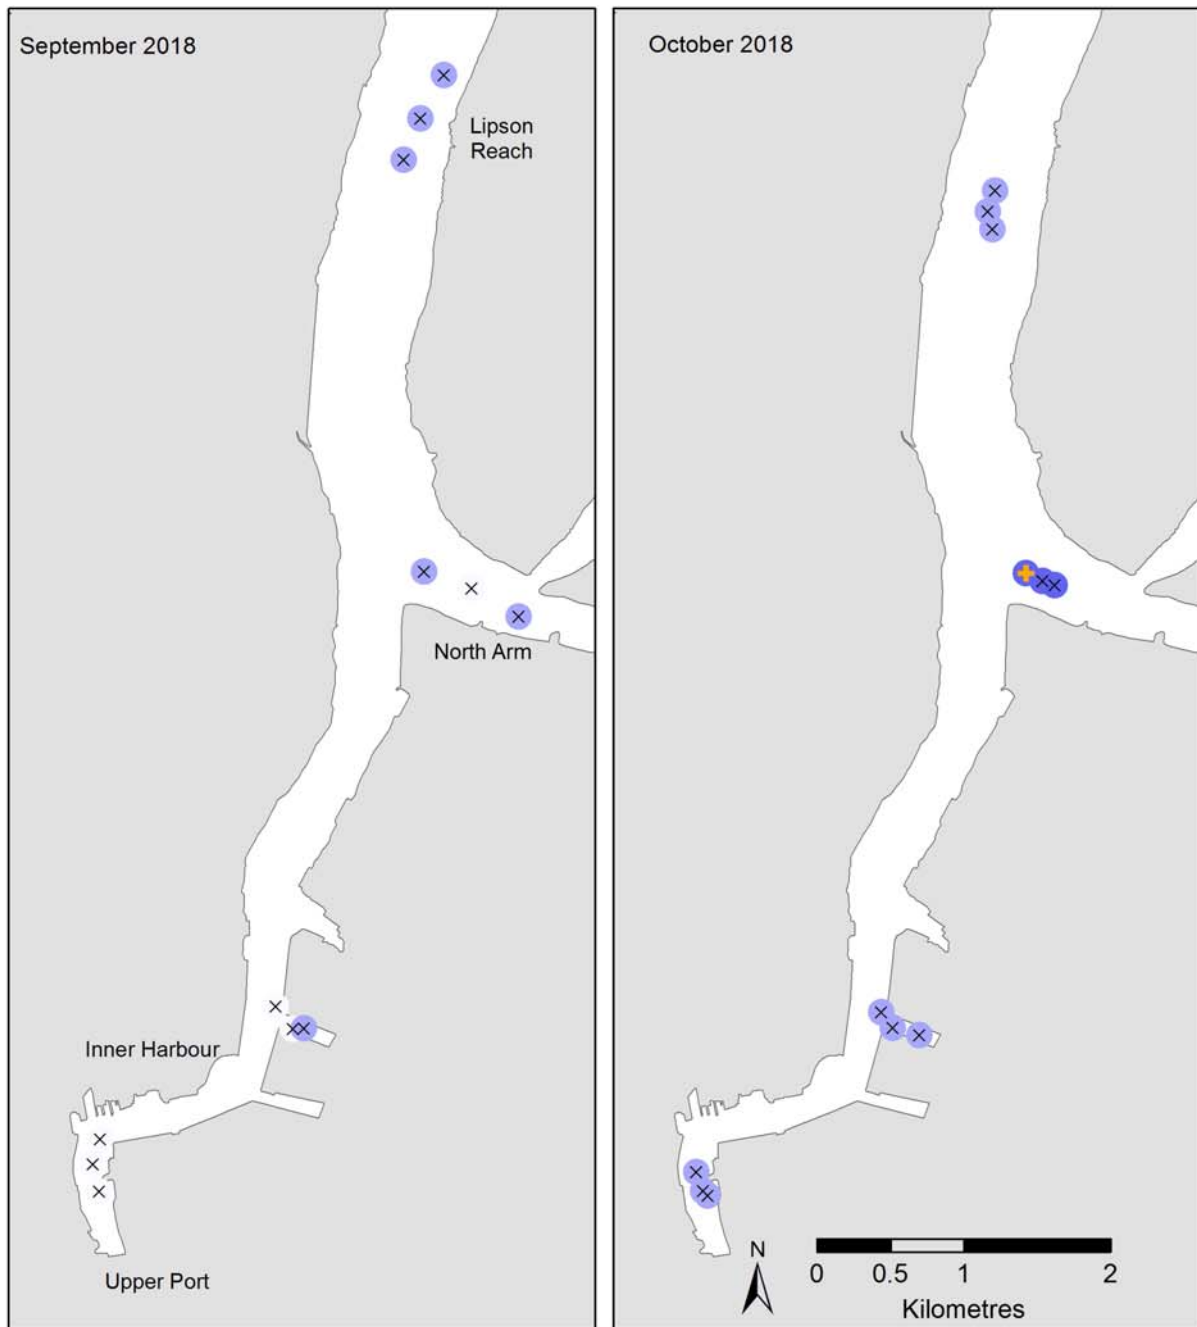 September 2018
October 2018
Lipson
Reach
North Arm
Inner Harbour
Upper Port
N
0 0.5 1 2
Kilometres